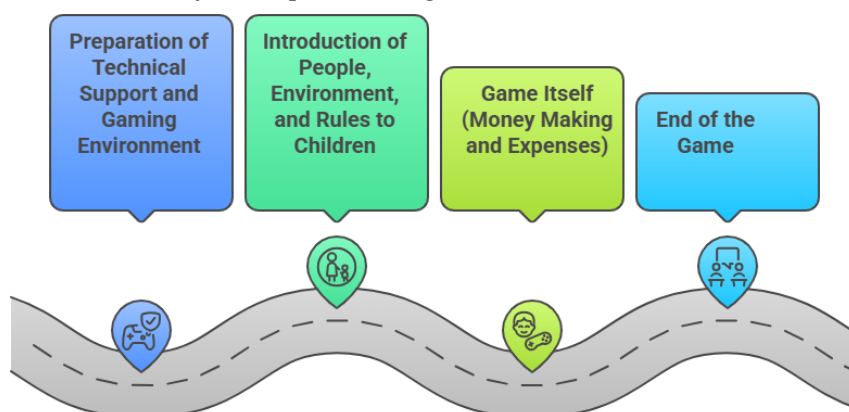 Preparation of
Technical
Support and
Gaming
Environment
Introduction of
People,
Environment,
and Rules to
Children
Game Itself
(Money Making
and Expenses)
End of the
Game